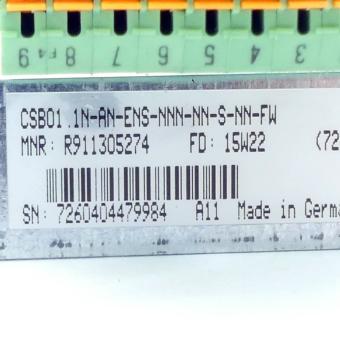 9 F4 8 7 6 5 4 3
CSB01.1N-AN-ENS-NNN-NN-S-NN-FW
MNR: R911305274 FD: 15W22 (72
SN: 7260404479984 A11 Made in Germa